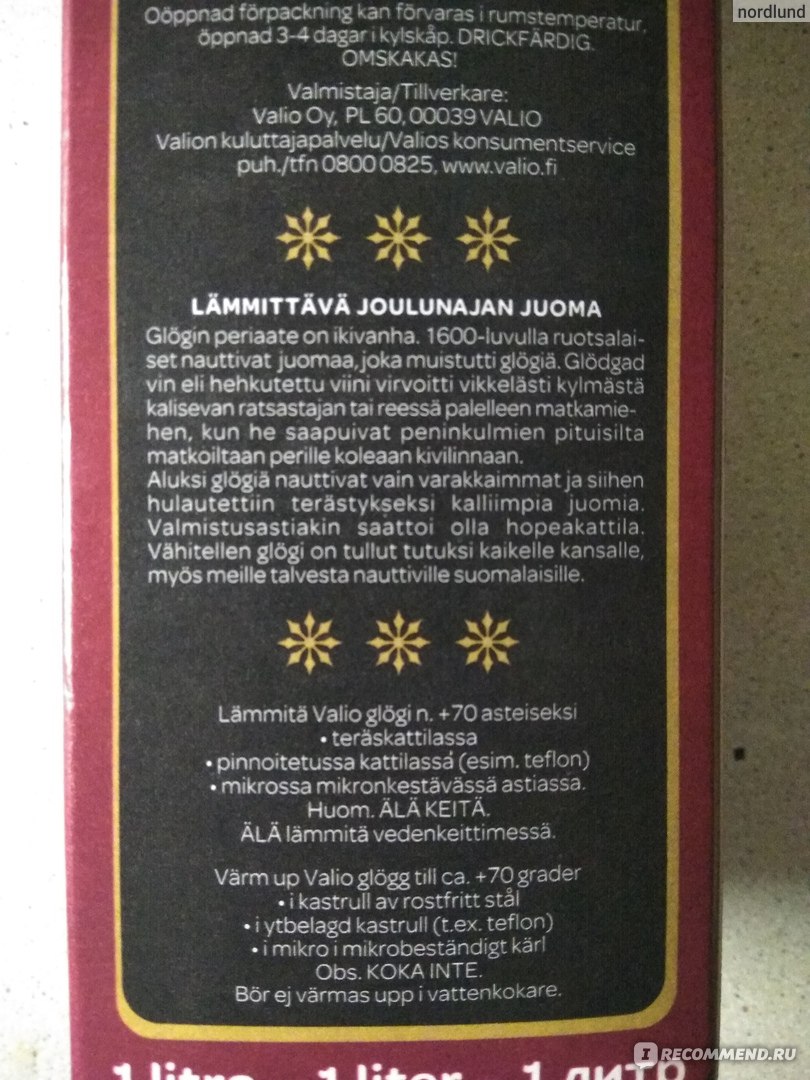 nordlund
Oöppnad förpackning kan förvaras i rumstemperatur,
öppnad 3-4 dagar i kylskåp. DRICKFÄRDIG.
OMSKAKAS!
Valmistaja/Tillverkare:
Valio Oy, PL 60, 00039 VALIO
Valion kuluttajapalvelu/Valios konsumentservice
puh./tfn 0800 0825, www.valio.fi
LÄMMITTÄVÄ JOULUNAJAN JUOMA
Glögin periaate on ikivanha. 1600-luvulla ruotsalai-
set nauttivat juomaa, joka muistutti glögiä. Glödgad
vin eli hehkutettu viini virvoitti vikkelästi kylmästä
kalisevan ratsastajan tai reessä palelleen matkamie-
hen, kun he saapuivat peninkulmien pituisilta
matkoiltaan perille koleaan kivilinnaan.
Aluksi glögiä nauttivat vain varakkaimmat ja siihen
hulautettiin terästykseksi kalliimpia juomia.
Valmistusastiakin saattoi olla hopeakattila.
Vähitellen glögi on tullut tutuksi kaikelle kansalle,
myös meille talvesta nauttiville suomalaisille.
Lämmitä Valio glögi n. +70 asteiseksi
• teräskattilassa
• pinnoitetussa kattilassa (esim. teflon)
• mikrossa mikronkestävässä astiassa.
Huom. ÄLÄ KEITÄ.
ÄLÄ lämmitä vedenkeittimessä.
Värm up Valio glögg till ca. +70 grader
• i kastrull av rostfritt stål
• i ytbelagd kastrull (t.ex. teflon)
• i mikro i mikrobeständigt kärl
Obs. KOKA INTE.
Bör ej värmas upp i vattenkokare.
1 litra 1 liter 1 литр
IRECOMMEND.RU